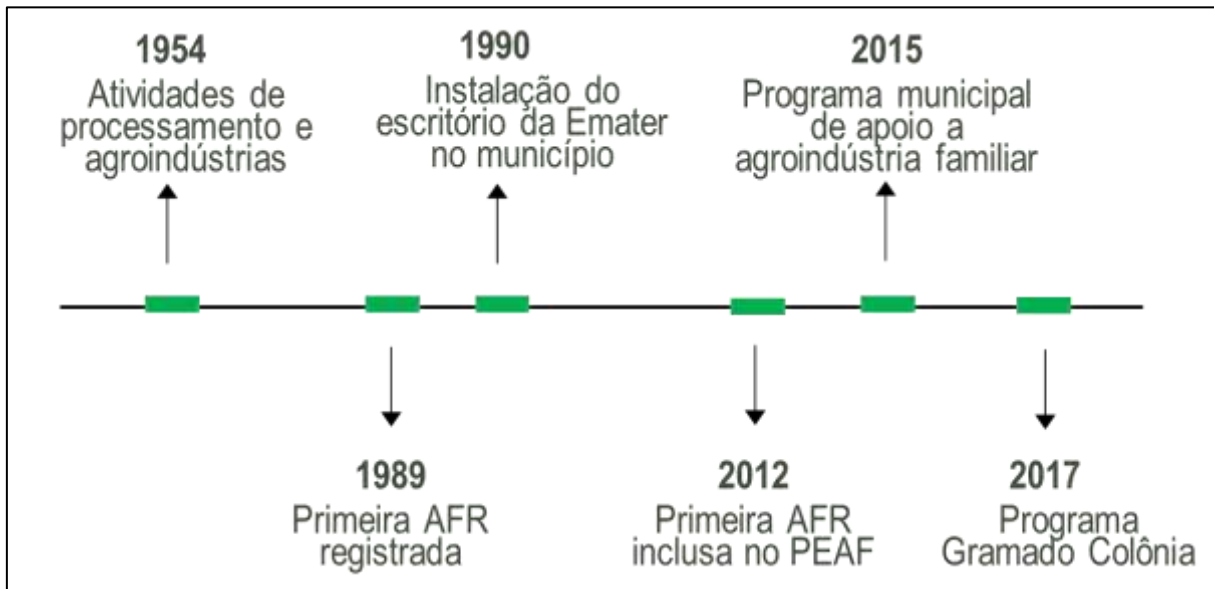 1954
Atividades de
processamento e
agroindústrias
1990
Instalação do
escritório da Emater
no município
2015
Programa municipal
de apoio a
agroindústria familiar
1989
Primeira AFR
registrada
2012
Primeira AFR
inclusa no PEAF
2017
Programa
Gramado Colônia